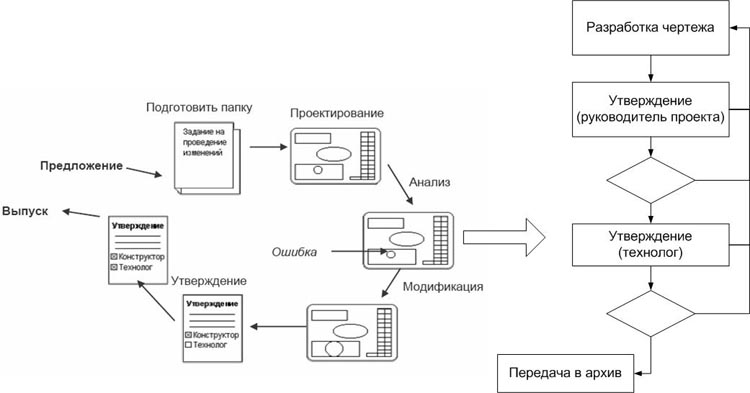 Подготовить папку
Проектирование
Задание на
проведение
изменений
Предложение
Анализ
Выпуск
Утверждение
Конструктор
Технолог
Ошибка
Модификация
Утверждение
Утверждение
Конструктор
Технолог
Разработка чертежа
Утверждение
(руководитель проекта)
Утверждение
(технолог)
Передача в архив